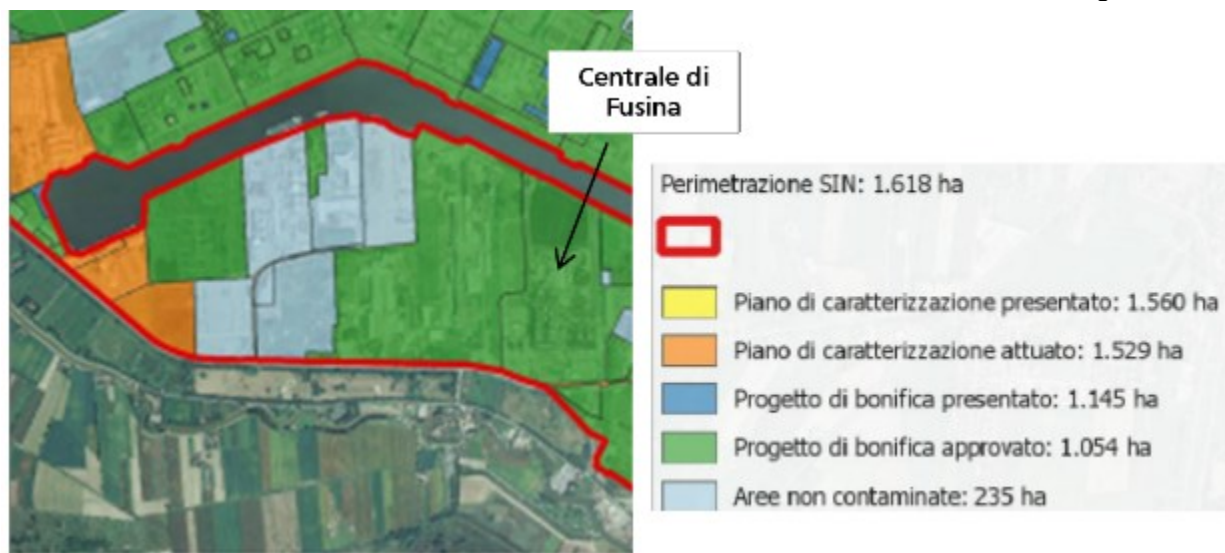 Centrale di
Fusina
Perimetrazione SIN: 1.618 ha
Piano di caratterizzazione presentato: 1.560 ha
Piano di caratterizzazione attuato: 1.529 ha
Progetto di bonifica presentato: 1.145 ha
Progetto di bonifica approvato: 1.054 ha
Aree non contaminate: 235 ha